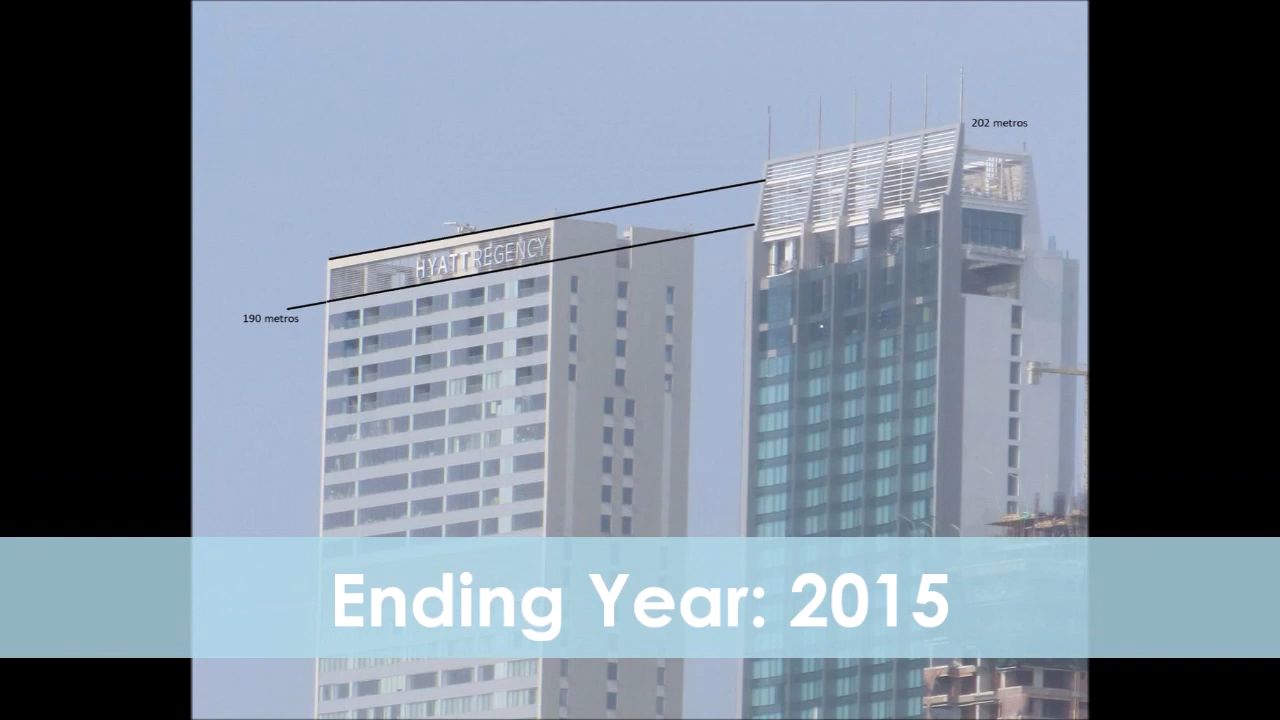 202 metros
HYATT REGENCY
190 metros
Ending Year: 2015